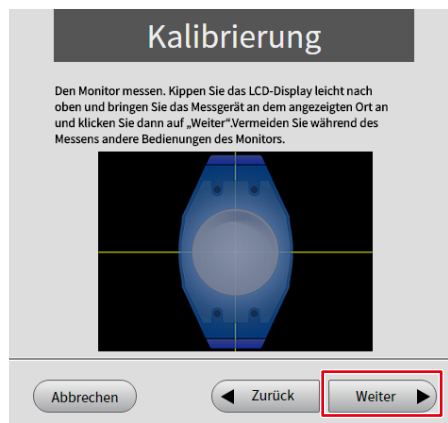 Kalibrierung
Den Monitor messen. Kippen Sie das LCD-Display leicht nach
oben und bringen Sie das Messgerät an dem angezeigten Ort an
und klicken Sie dann auf „Weiter“.Vermeiden Sie während des
Messens andere Bedienungen des Monitors.
Abbrechen
Zurück
Weiter